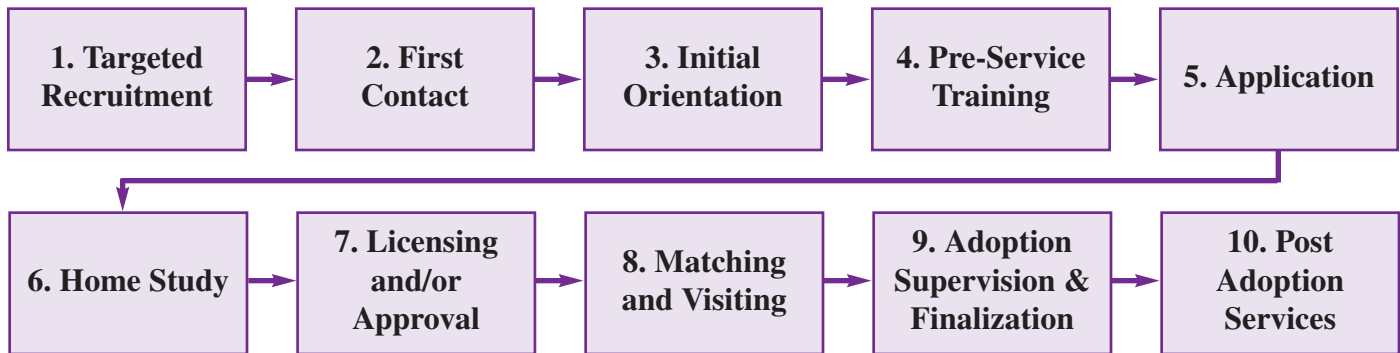 1. Targeted
Recruitment
2. First
Contact
3. Initial
Orientation
4. Pre-Service
Training
5. Application
6. Home Study
7. Licensing
and/or
Approval
8. Matching
and Visiting
9. Adoption
Supervision &
Finalization
10. Post
Adoption
Services